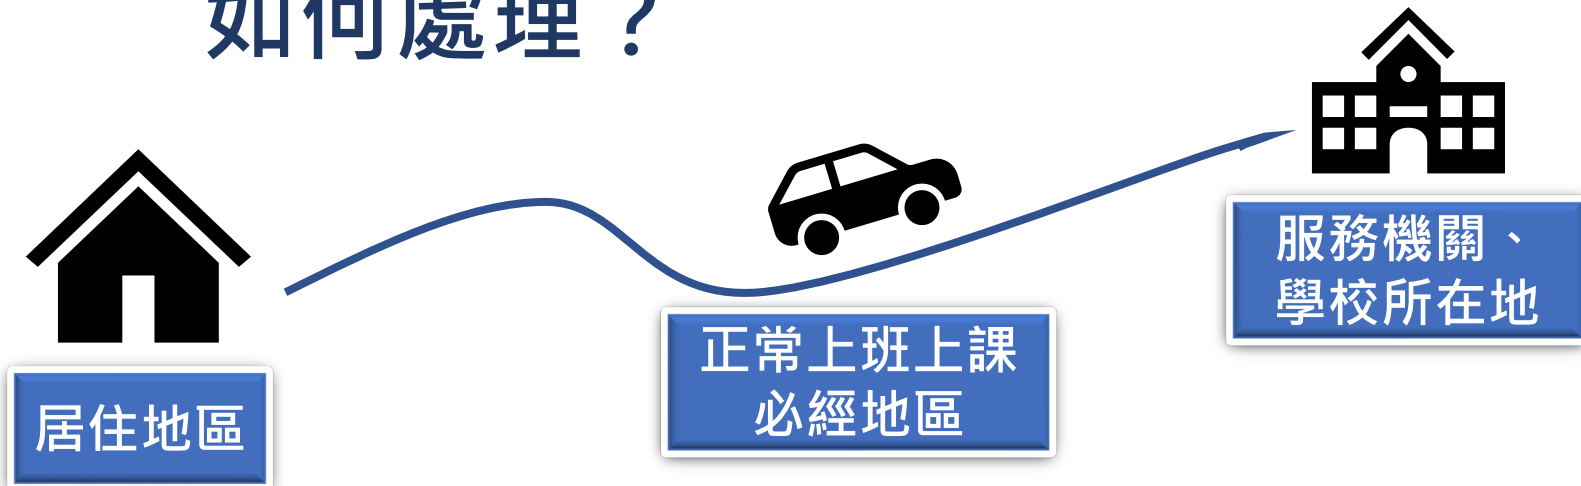 如何處理？
服務機關、
學校所在地
正常上班上課
必經地區
居住地區